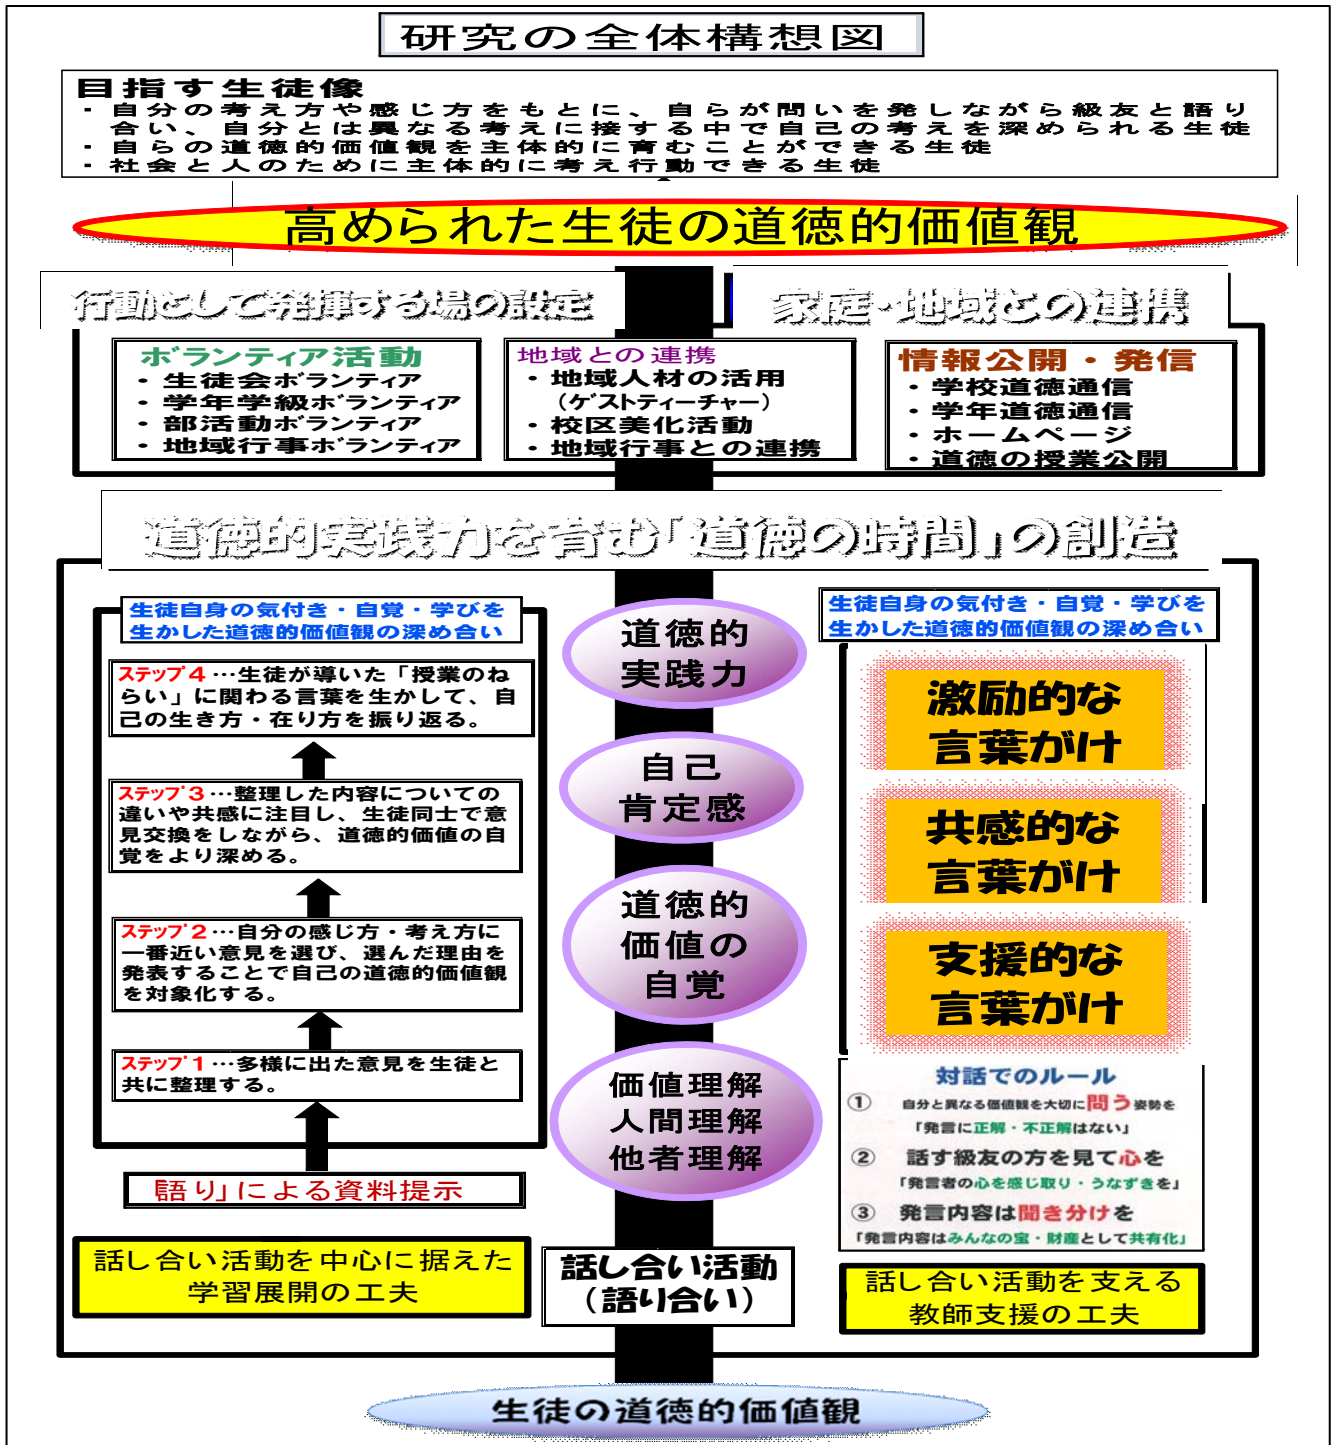 研究の全体構想図
目指す生徒像
・自分の考え方や感じ方をもとに、自らが問いを発しながら級友と語り
合い、自分とは異なる考えに接する中で自己の考えを深められる生徒
・自らの道徳的価値観を主体的に育むことができる生徒
・社会と人のために主体的に考え行動できる生徒
高められた生徒の道徳的価値観
行動として発揮する場の設定
家庭・地域との連携
ボランティア活動
・生徒会ボランティア
・学年学級ボランティア
・部活動ボランティア
・地域行事ボランティア
地域との連携
・地域人材の活用
（ゲストティーチャー）
・校区美化活動
・地域行事との連携
情報公開・発信
・学校道徳通信
・学年道徳通信
・ホームページ
・道徳の授業公開
道徳的実践力を育む「道徳の時間」の創造
生徒自身の気付き・自覚・学びを
生かした道徳的価値観の深め合い
ステップ４…生徒が導いた「授業のね
らい」に関わる言葉を生かして、自
己の生き方・在り方を振り返る。
ステップ３…整理した内容についての
違いや共感に注目し、生徒同士で意
見交換をしながら、道徳的価値の自
覚をより深める。
ステップ２…自分の感じ方・考え方に
一番近い意見を選び、選んだ理由を
発表することで自己の道徳的価値観
を対象化する。
ステップ１…多様に出た意見を生徒と
共に整理する。
「語り」による資料提示
話し合い活動を中心に据えた
学習展開の工夫
道徳的
実践力
自己
肯定感
道徳的
価値の
自覚
価値理解
人間理解
他者理解
話し合い活動
（語り合い）
生徒自身の気付き・自覚・学びを
生かした道徳的価値観の深め合い
激励的な
言葉がけ
共感的な
言葉がけ
支援的な
言葉がけ
対話でのルール
① 自分と異なる価値観を大切に問う姿勢を
「発言に正解・不正解はない」
② 話す級友の方を見て心を
「発言者の心を感じ取り・うなずきを」
③ 発言内容は聞き分けを
「発言内容はみんなの宝・財産として共有化」
話し合い活動を支える
教師支援の工夫
生徒の道徳的価値観